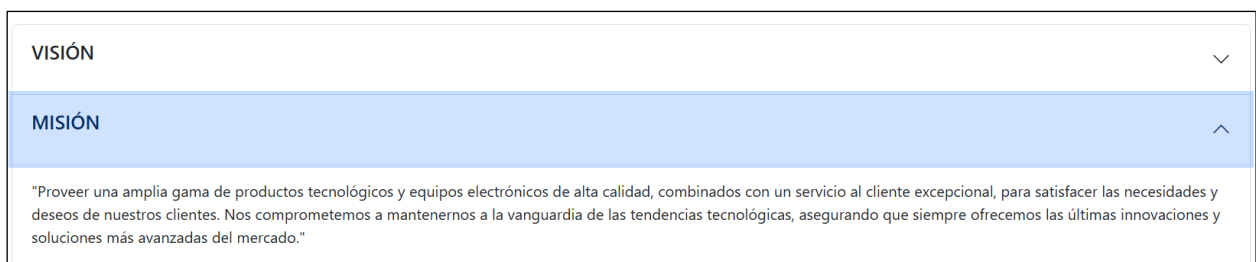 VISIÓN
MISIÓN
"Proveer una amplia gama de productos tecnológicos y equipos electrónicos de alta calidad, combinados con un servicio al cliente excepcional, para satisfacer las necesidades y
deseos de nuestros clientes. Nos comprometemos a mantenernos a la vanguardia de las tendencias tecnológicas, asegurando que siempre ofrecemos las últimas innovaciones y
soluciones más avanzadas del mercado."